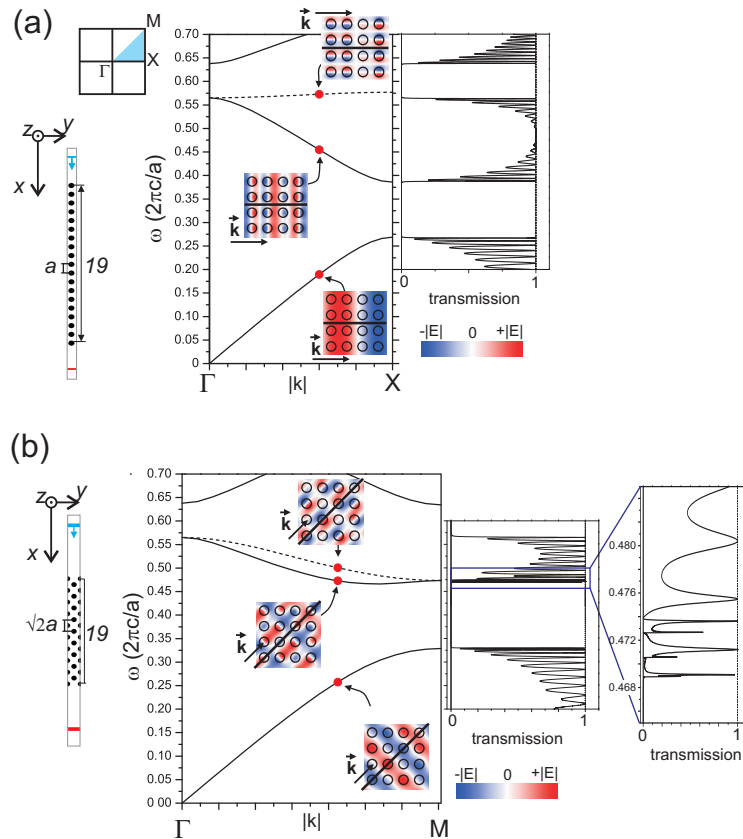 (a)
M
Γ
X
z
y
x
a
19
ω (2πc/a)
0.70
0.65
0.60
0.55
0.50
0.45
0.40
0.35
0.30
0.25
0.20
0.15
0.10
0.05
0
k
k
k
Γ
|k|
X
0
1
transmission
-|E| 0 +|E|
(b)
z
y
x
√2a
19
ω (2πc/a)
0.70
0.65
0.60
0.55
0.50
0.45
0.40
0.35
0.30
0.25
0.20
0.15
0.10
0.05
0.00
k
k
k
Γ
|k|
M
0
1
transmission
-|E| 0 +|E|
0.480
0.476
0.472
0.468
0
1
transmission